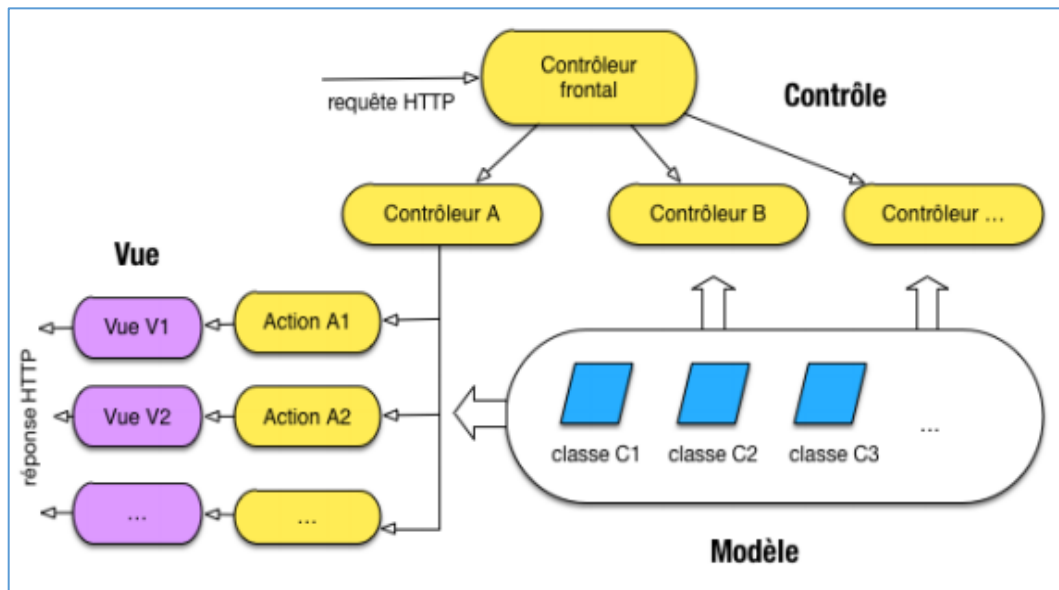 Contrôleur
frontal
requête HTTP
Contrôle
Contrôleur A
Contrôleur B
Contrôleur ...
Vue
Vue V1
Action A1
Vue V2
Action A2
...
...
réponse HTTP
classe C1
classe C2
classe C3
...
Modèle